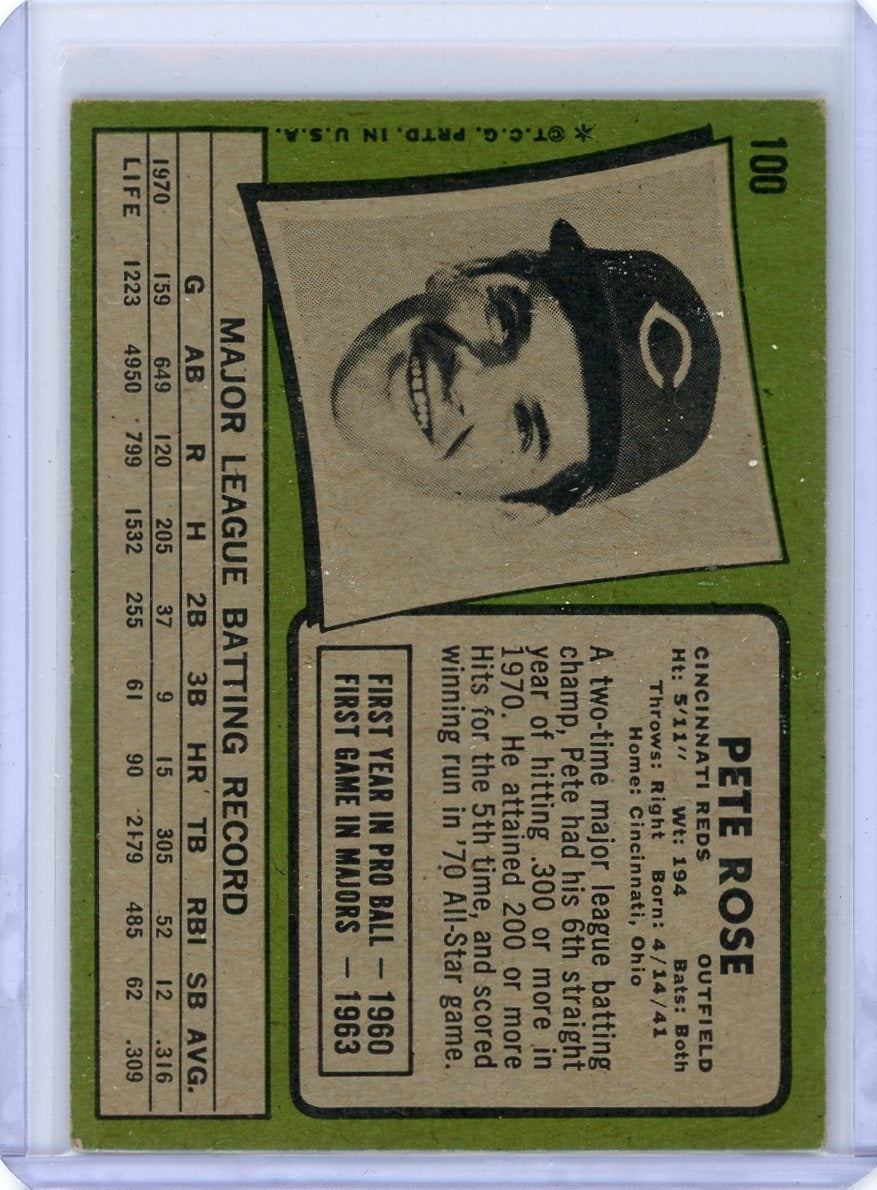 100
✳ ©T.C.G. PRTD. IN U.S.A.
C
PETE ROSE
CINCINNATI REDS OUTFIELD
Ht: 5/11″ Wt: 194 Bats: Both
Throws: Right Born: 4/14/41
Home: Cincinnati, Ohio
A two-time major league batting
champ, Pete had his 6th straight
year of hitting .300 or more in
1970. He attained 200 or more
Hits for the 5th time, and scored
winning run in '70 All-Star game.
FIRST YEAR IN PRO BALL — 1960
FIRST GAME IN MAJORS — 1963
MAJOR LEAGUE BATTING RECORD
G AB R H 2B 3B HR TB RBI SB AVG.
1970 159 649 120 205 37 9 15 305 52 12 .316
LIFE 1223 4950 799 1532 255 61 90 2179 485 62 .309